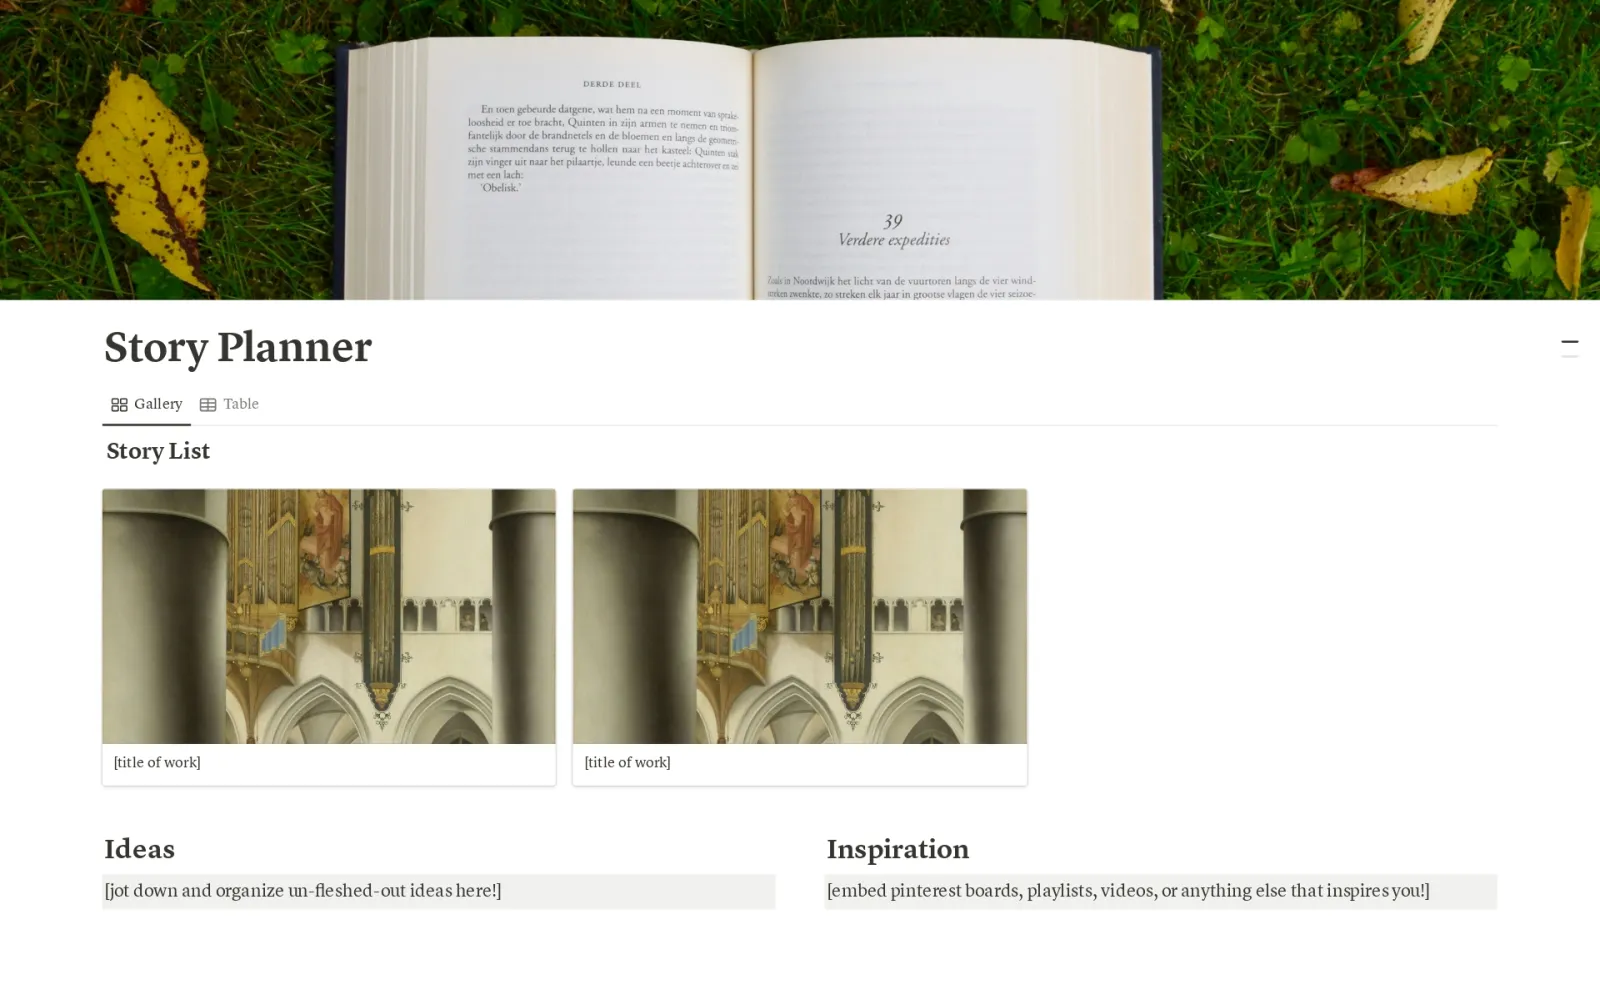 DERDE DEEL
En toen gebeurde datgene, wat hem na een moment van sprake-
loosheid er toe bracht, Quinten in zijn armen te nemen en triom-
fantelijk door de brandnetels en de bloemen en langs de geome-
sche stammendans terug te hollen naar het kasteel: Quinten stak
zijn vinger uit naar het pilaartje, leunde een beetje achterover en
met een lach:
'Obelisk.'
39
Verdere expedities
in Noordwijk het licht van de vuurtoren langs de vier wind-
zwenkte, zo streken elk jaar in grootse vlagen de vier seizoe-
Story Planner
Gallery Table
Story List
[title of work] [title of work]
Ideas
[jot down and organize un-fleshed-out ideas here!]
Inspiration
[embed pinterest boards, playlists, videos, or anything else that inspires you!]